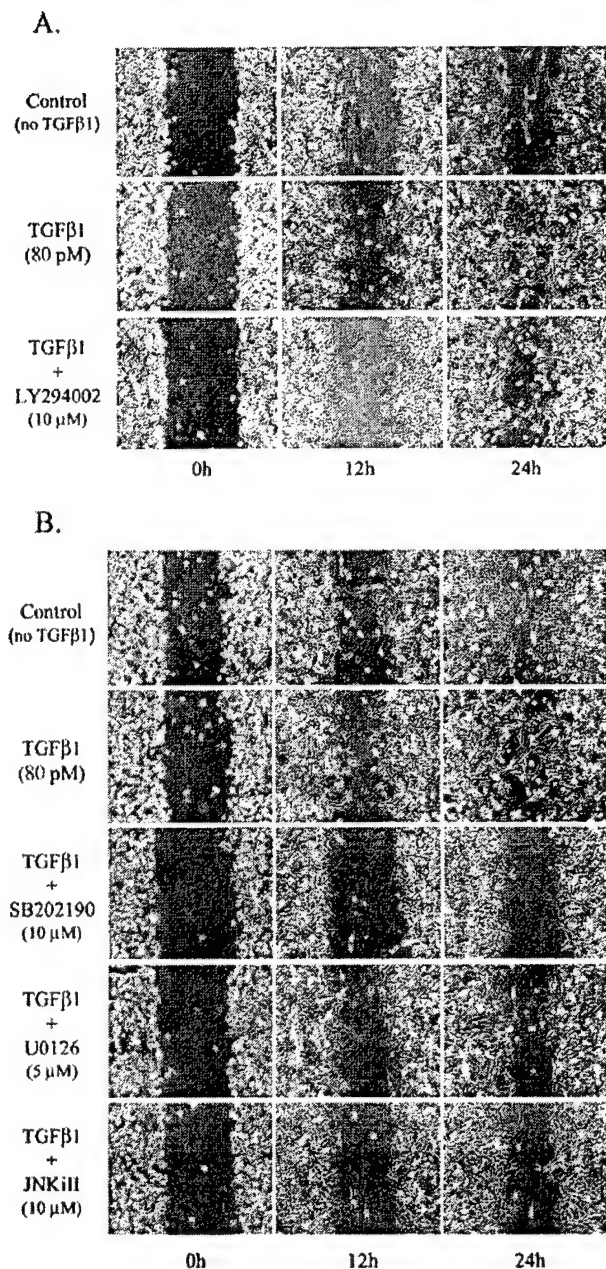 A.
Control
(no TGFβ1)
TGFβ1
(80 pM)
TGFβ1
+
LY294002
(10 μM)
0h
12h
24h
B.
Control
(no TGFβ1)
TGFβ1
(80 pM)
TGFβ1
+
SB202190
(10 μM)
TGFβ1
+
U0126
(5 μM)
TGFβ1
+
JNKiII
(10 μM)
0h
12h
24h